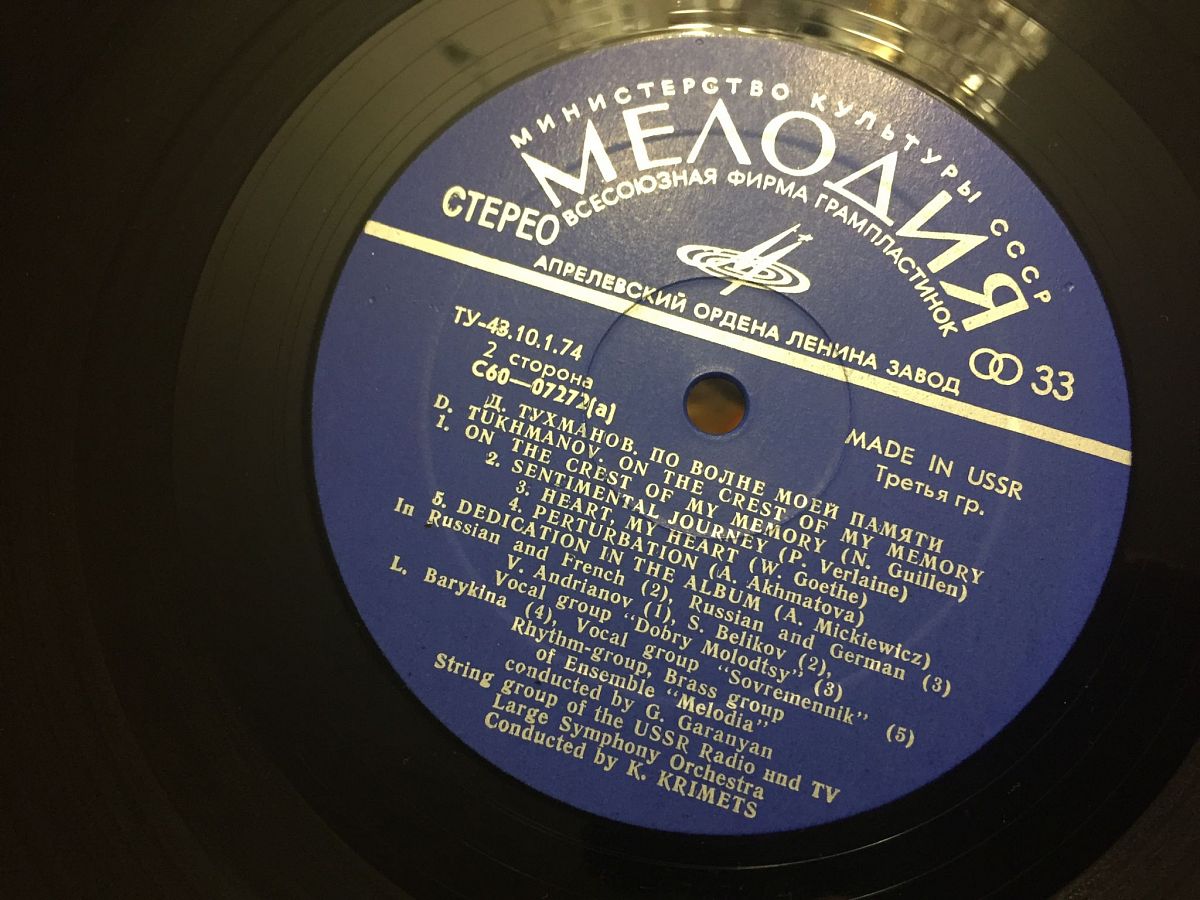 МИНИСТЕРСТВО КУЛЬТУРЫ СССР
МЕЛОДИЯ
ВСЕСОЮЗНАЯ ФИРМА ГРАМПЛАСТИНОК
СТЕРЕО
АПРЕЛЕВСКИЙ ОРДЕНА ЛЕНИНА ЗАВОД
33
ТУ-43.10.1.74
2 сторона
С60—07272(а)
MADE IN USSR
Третья гр.
Д. ТУХМАНОВ. ПО ВОЛНЕ МОЕЙ ПАМЯТИ
D. TUKHMANOV. ON THE CREST OF MY MEMORY
1. ON THE CREST OF MY MEMORY (N. Guillen)
2. SENTIMENTAL JOURNEY (P. Verlaine)
3. HEART, MY HEART (W. Goethe)
4. PERTURBATION (A. Akhmatova)
5. DEDICATION IN THE ALBUM (A. Mickiewicz)
In Russian and French (2), Russian and German (3)
V. Andrianov (1), S. Belikov (2),
Vocal group "Dobry Molodtsy" (3)
L. Barykina (4), Vocal group "Sovremennik" (5)
Rhythm-group, Brass group
of Ensemble "Melodia"
conducted by G. Garanyan
String group of the USSR Radio нnd TV
Large Symphony Orchestra
Conducted by K. KRIMETS